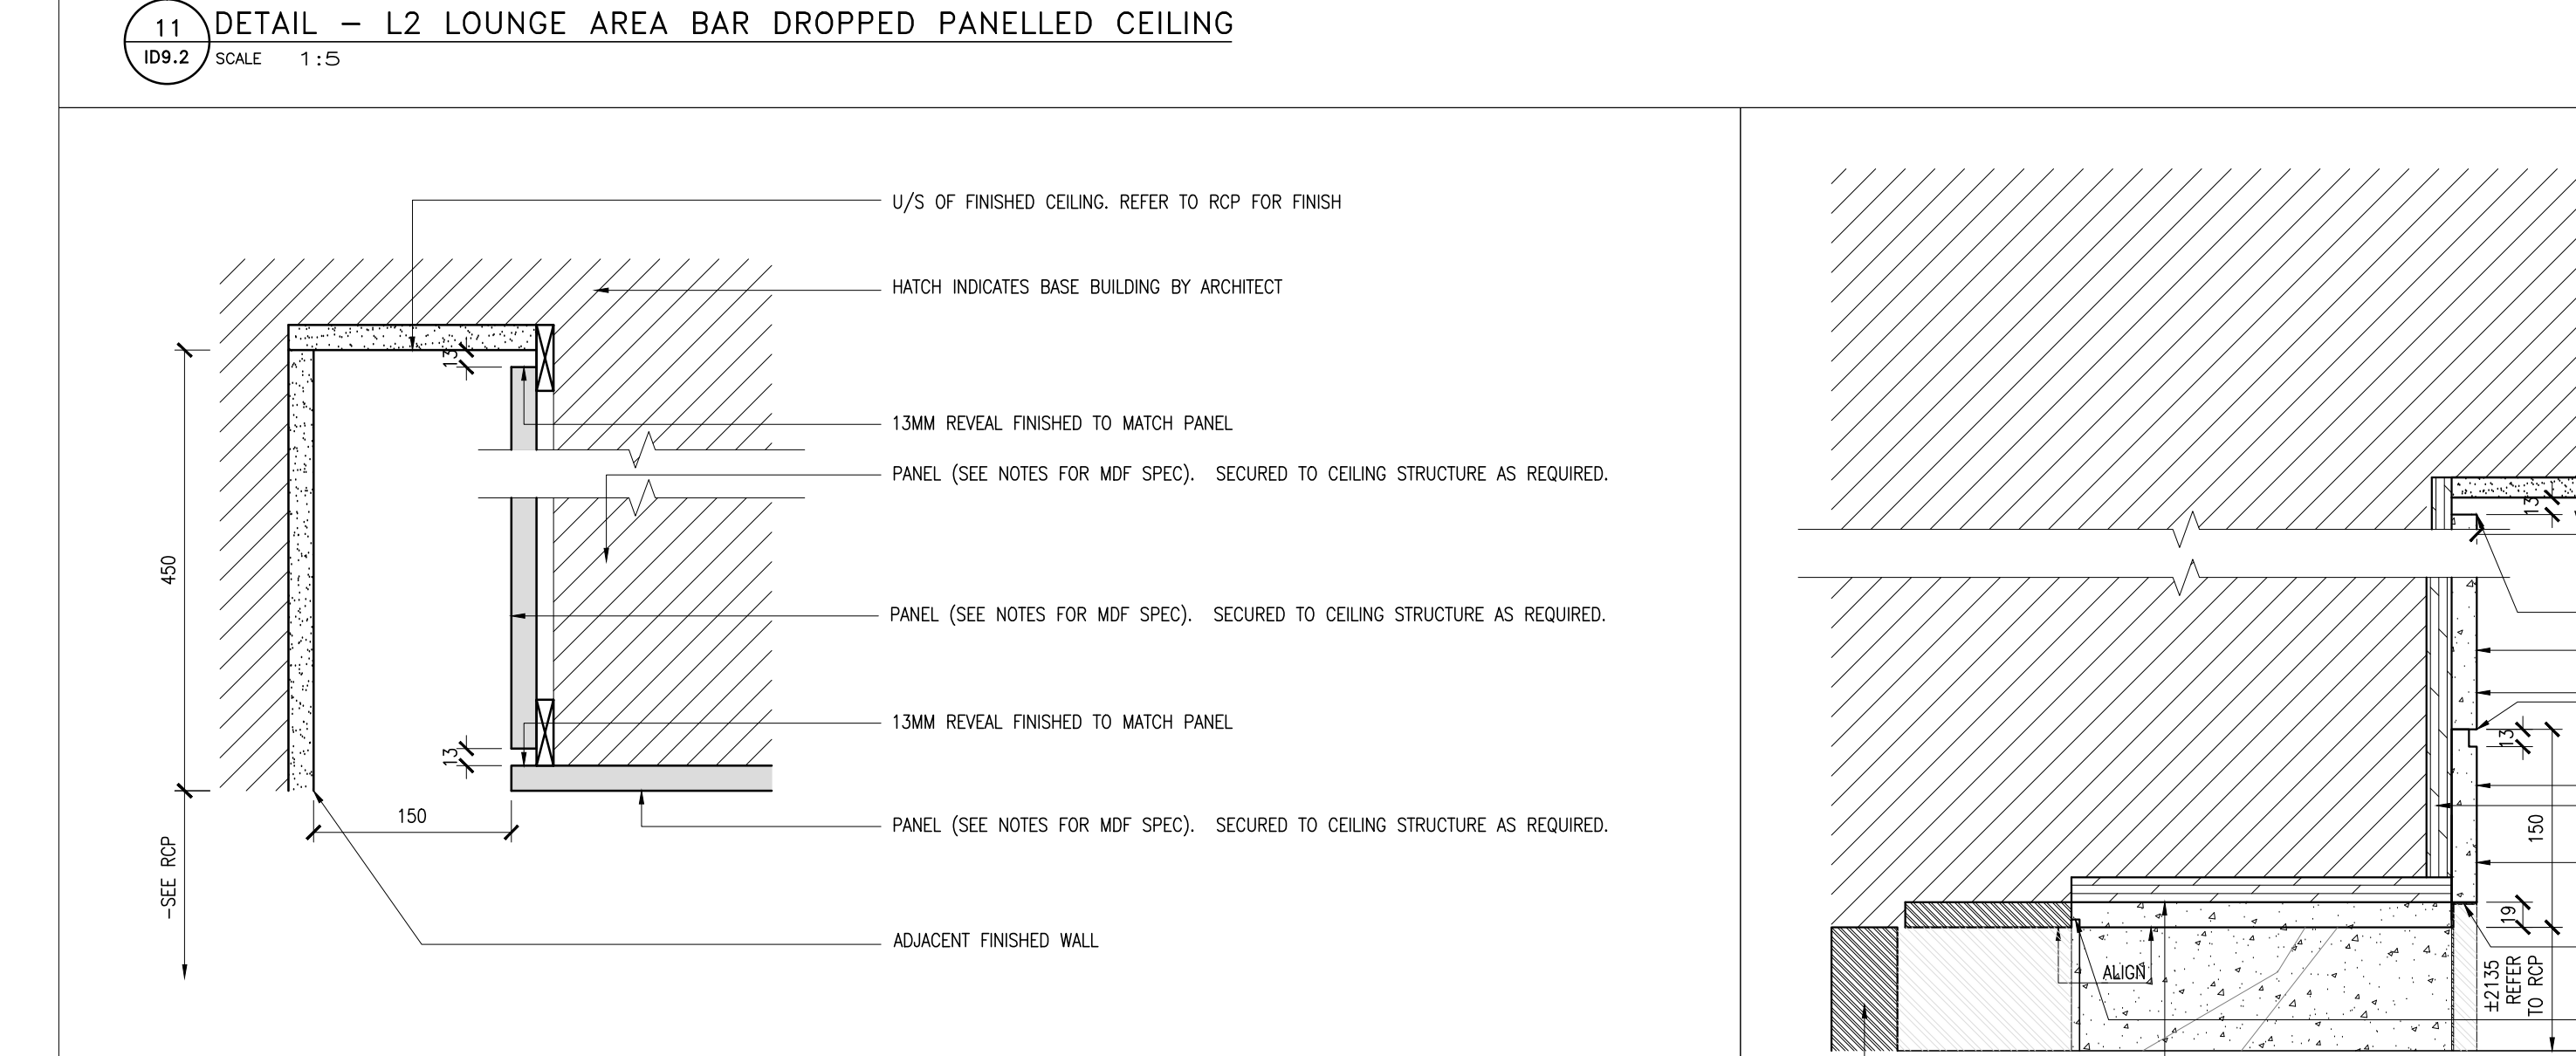 11
ID9.2
DETAIL – L2 LOUNGE AREA BAR DROPPED PANELLED CEILING
SCALE 1:5
U/S OF FINISHED CEILING. REFER TO RCP FOR FINISH
HATCH INDICATES BASE BUILDING BY ARCHITECT
13
13MM REVEAL FINISHED TO MATCH PANEL
PANEL (SEE NOTES FOR MDF SPEC). SECURED TO CEILING STRUCTURE AS REQUIRED.
450
PANEL (SEE NOTES FOR MDF SPEC). SECURED TO CEILING STRUCTURE AS REQUIRED.
13MM REVEAL FINISHED TO MATCH PANEL
13
150
PANEL (SEE NOTES FOR MDF SPEC). SECURED TO CEILING STRUCTURE AS REQUIRED.
–SEE RCP
ADJACENT FINISHED WALL
13
13
150
19
ALIGN
±2135
REFER
TO RCP